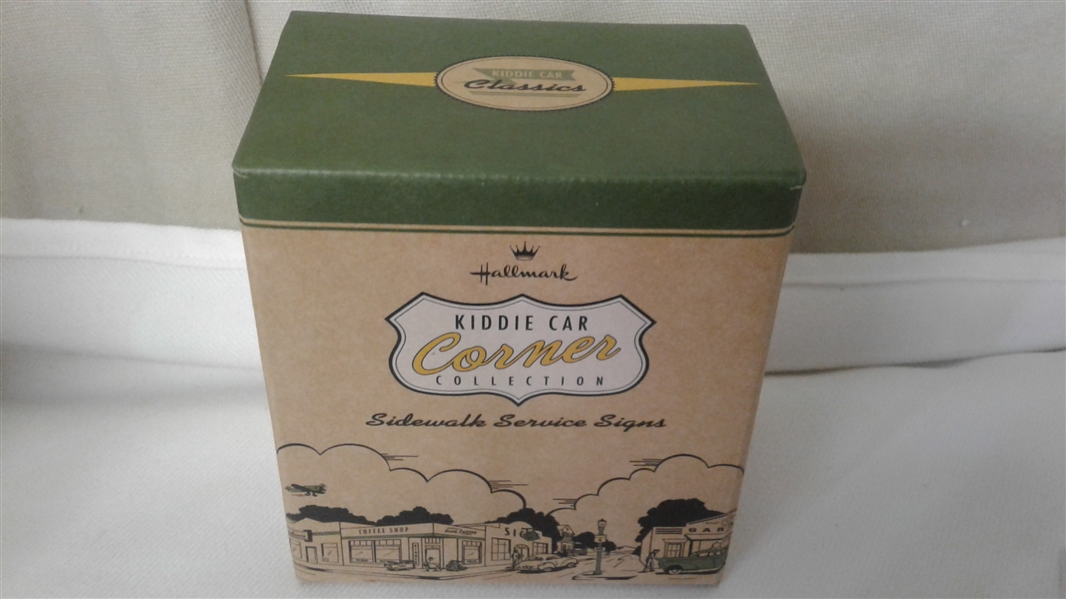 KIDDIE CAR
Classics
Hallmark
KIDDIE CAR
Corner
COLLECTION
Sidewalk Service Signs
COFFEE SHOP